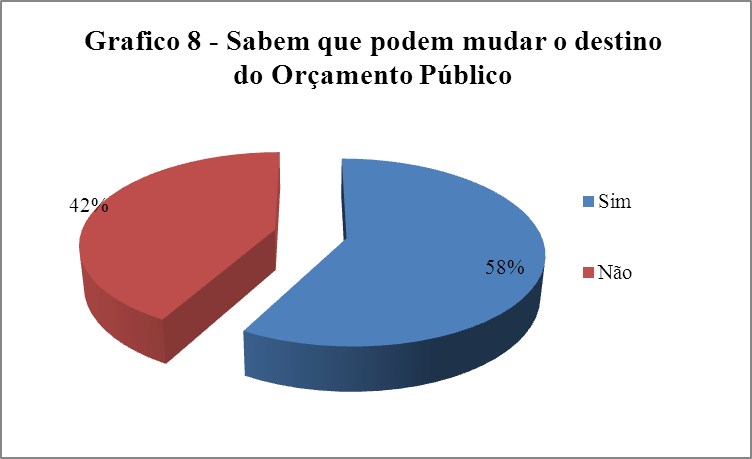 Grafico 8 - Sabem que podem mudar o destino
do Orçamento Público
42%
58%
Sim
Não